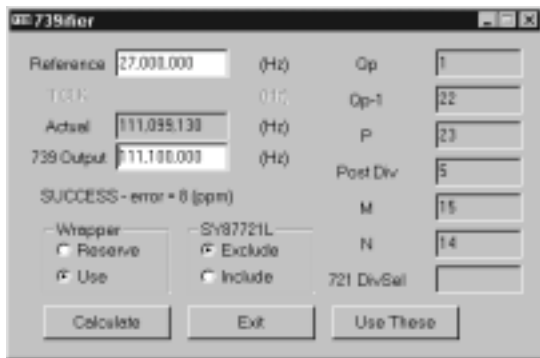 739ifier
Reference 27,000,000 (Hz)
Actual 111,099,130 (Hz)
739 Output 111,100,000 (Hz)
SUCCESS - error = 8 (ppm)
Wrapper
Reserve
Use
SY87721L
Exclude
Include
Qp 1
Qp-1 22
P 23
Post Div 5
M 15
N 14
721 DivSel
Calculate Exit Use These